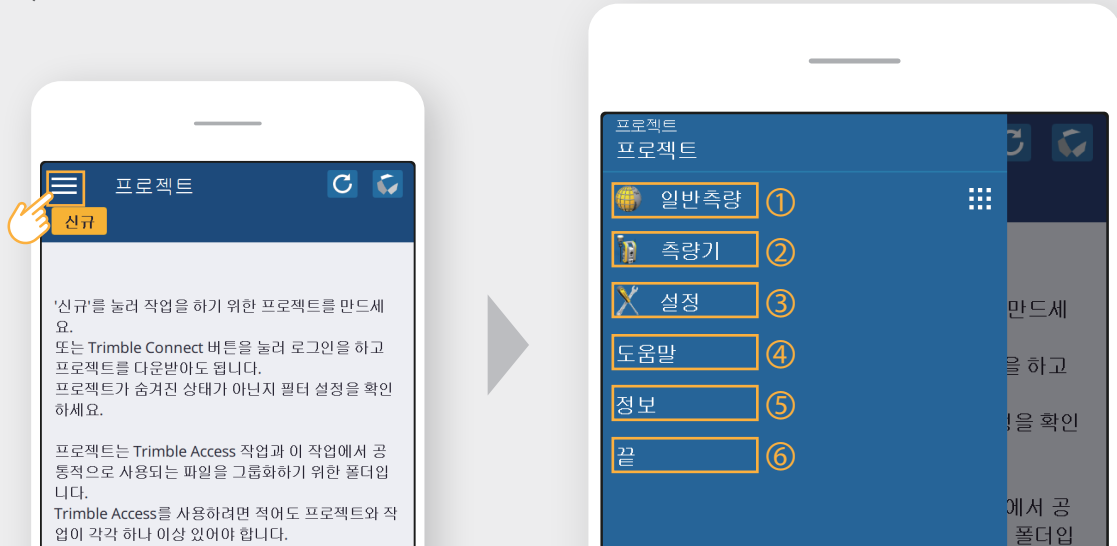 프로젝트
신규
'신규'를 눌러 작업을 하기 위한 프로젝트를 만드세
요.
또는 Trimble Connect 버튼을 눌러 로그인을 하고
프로젝트를 다운받아도 됩니다.
프로젝트가 숨겨진 상태가 아닌지 필터 설정을 확인
하세요.
프로젝트는 Trimble Access 작업과 이 작업에서 공
통적으로 사용되는 파일을 그룹화하기 위한 폴더입
니다.
Trimble Access를 사용하려면 적어도 프로젝트와 작
업이 각각 하나 이상 있어야 합니다.
프로젝트
프로젝트
일반측량 ①
측량기 ②
설정 ③
도움말 ④
정보 ⑤
끝 ⑥
만드세
을 하고
정을 확인
에서 공
폴더입